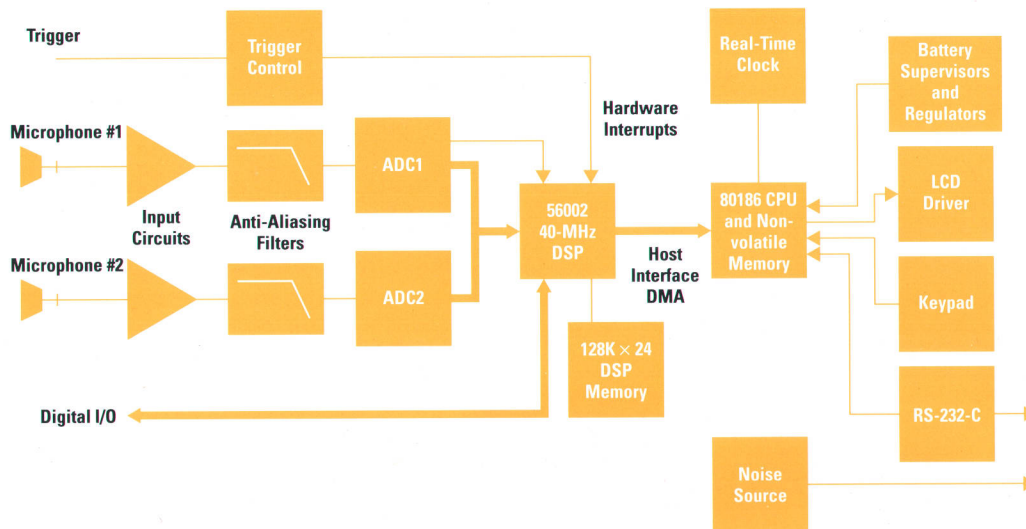 Trigger
Trigger
Control
Real-Time
Clock
Battery
Supervisors
and
Regulators
Hardware
Interrupts
Microphone #1
Input
Circuits
Anti-Aliasing
Filters
ADC1
56002
40-MHz
DSP
Host
Interface
DMA
80186 CPU
and Non-
volatile
Memory
LCD
Driver
Microphone #2
ADC2
Keypad
128K × 24
DSP
Memory
Digital I/O
RS-232-C
Noise
Source